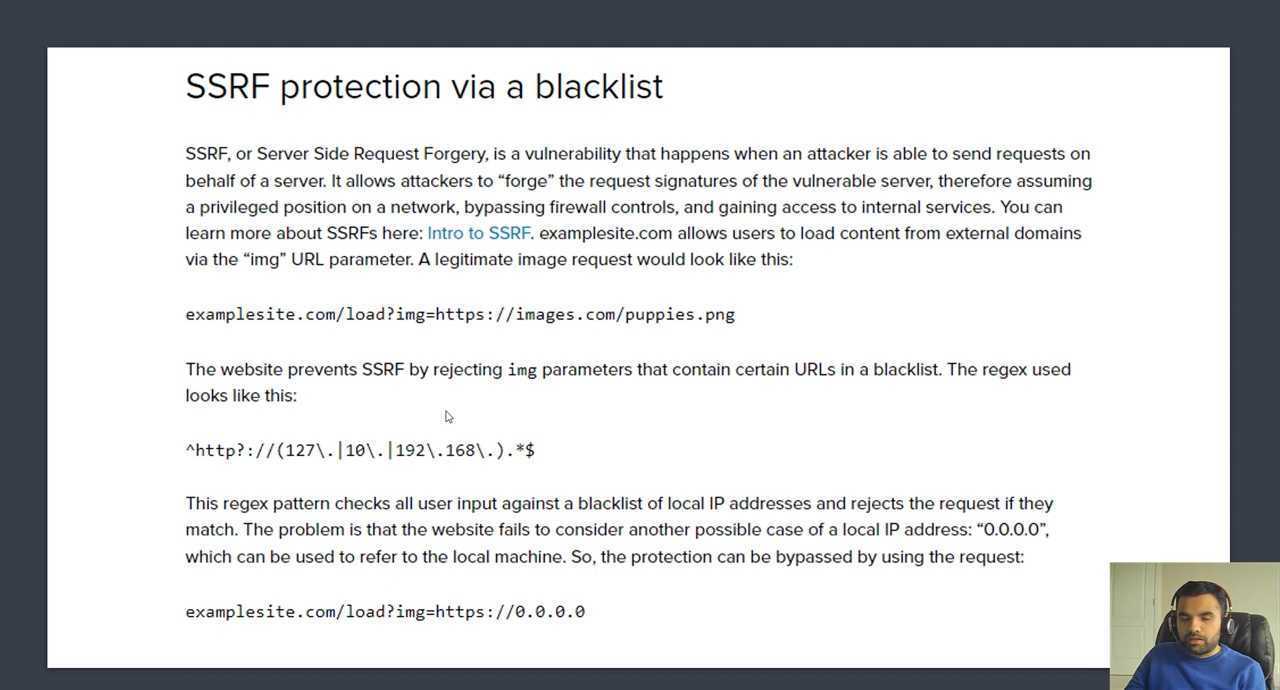 SSRF protection via a blacklist
SSRF, or Server Side Request Forgery, is a vulnerability that happens when an attacker is able to send requests on
behalf of a server. It allows attackers to “forge” the request signatures of the vulnerable server, therefore assuming
a privileged position on a network, bypassing firewall controls, and gaining access to internal services. You can
learn more about SSRFs here: Intro to SSRF. examplesite.com allows users to load content from external domains
via the “img” URL parameter. A legitimate image request would look like this:
examplesite.com/load?img=https://images.com/puppies.png
The website prevents SSRF by rejecting img parameters that contain certain URLs in a blacklist. The regex used
looks like this:
^http?://(127\.|10\.|192\.168\.).*$
This regex pattern checks all user input against a blacklist of local IP addresses and rejects the request if they
match. The problem is that the website fails to consider another possible case of a local IP address: “0.0.0.0”,
which can be used to refer to the local machine. So, the protection can be bypassed by using the request:
examplesite.com/load?img=https://0.0.0.0